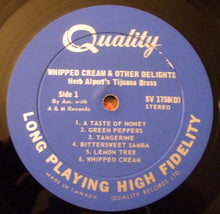 Quality
WHIPPED CREAM & OTHER DELIGHTS
Herb Alpert's Tijuana Brass
Side 1
SV 1708(D)
By Arr. with
A & M Records
STEREO
1. A TASTE OF HONEY
2. GREEN PEPPERS
3. TANGERINE
4. BITTERSWEET SAMBA
5. LEMON TREE
6. WHIPPED CREAM
MADE IN CANADA QUALITY RECORDS LTD.
LONG PLAYING HIGH FIDELITY